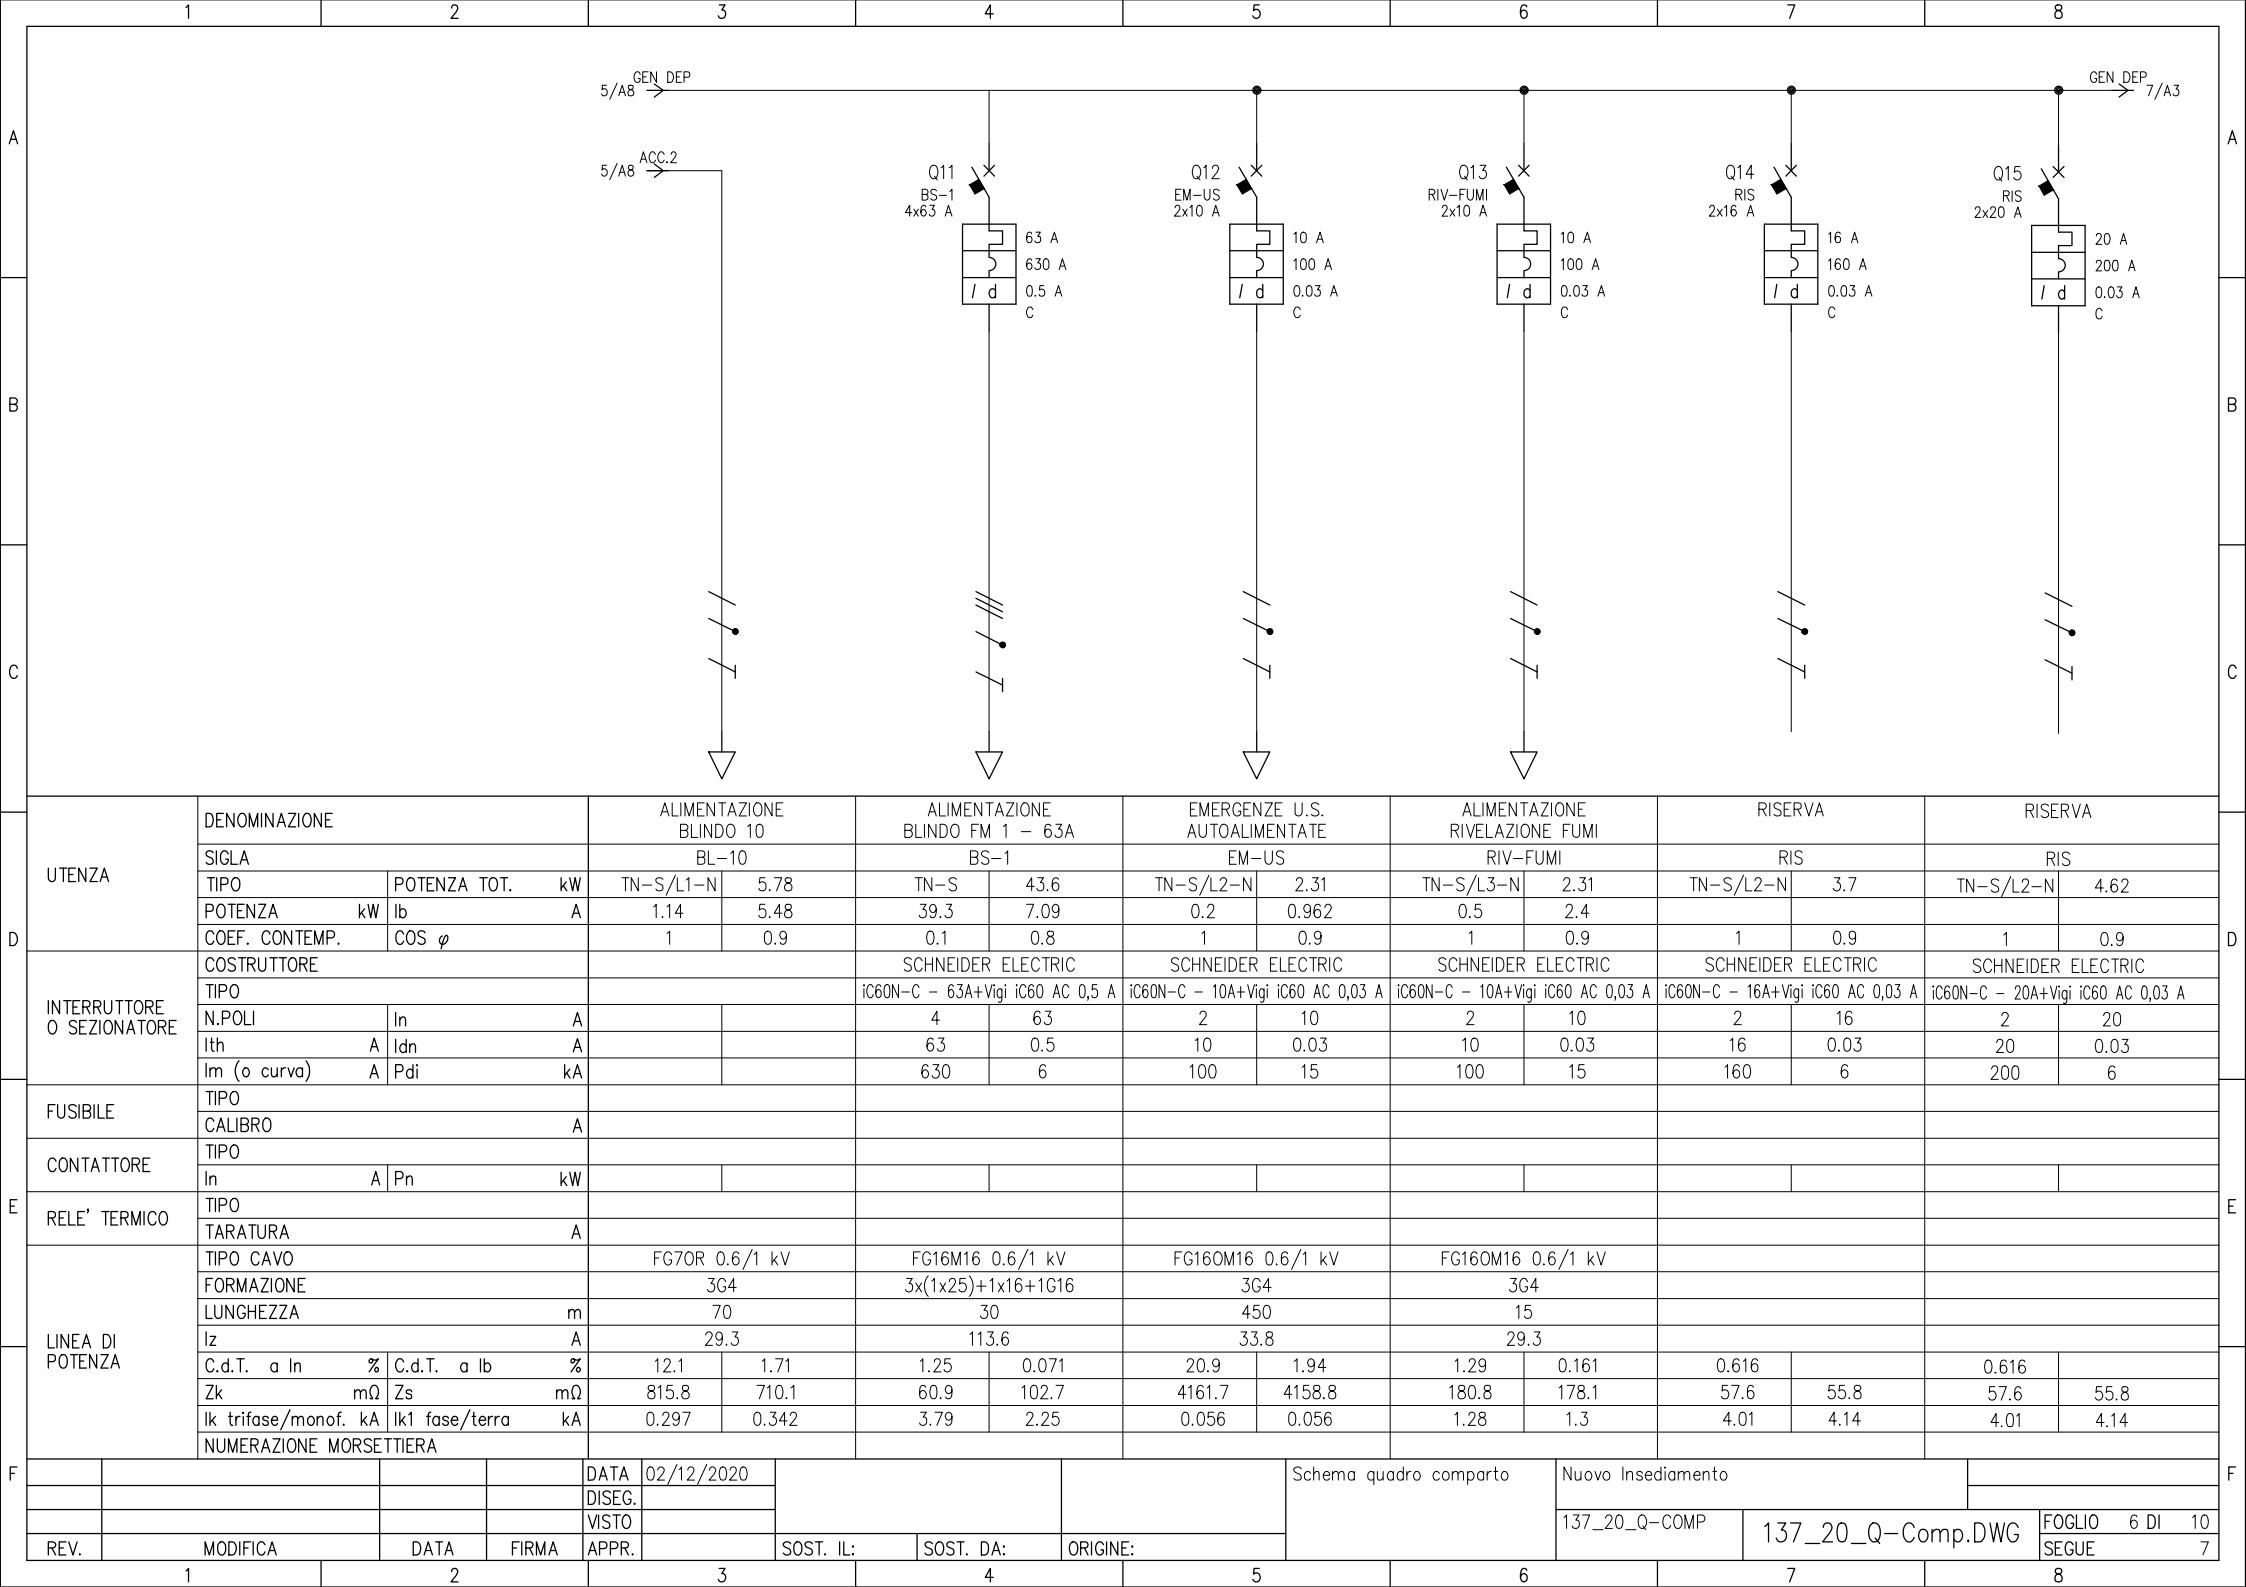 1 2 3 4 5 6 7 8
GEN DEP
5/A8
GEN DEP
7/A3
A A
ACC.2
5/A8
Q11
BS-1
4x63 A
63 A
630 A
I d 0.5 A
C
Q12
EM-US
2x10 A
10 A
100 A
I d 0.03 A
C
Q13
RIV-FUMI
2x10 A
10 A
100 A
I d 0.03 A
C
Q14
RIS
2x16 A
16 A
160 A
I d 0.03 A
C
Q15
RIS
2x20 A
20 A
200 A
I d 0.03 A
C
B B
C C
D D
E E
F F
UTENZA
DENOMINAZIONE
ALIMENTAZIONE
BLINDO 10
ALIMENTAZIONE
BLINDO FM 1 - 63A
EMERGENZE U.S.
AUTOALIMENTATE
ALIMENTAZIONE
RIVELAZIONE FUMI
RISERVA
RISERVA
SIGLA BL-10 BS-1 EM-US RIV-FUMI RIS RIS
TIPO POTENZA TOT. kW TN-S/L1-N 5.78 TN-S 43.6 TN-S/L2-N 2.31 TN-S/L3-N 2.31 TN-S/L2-N 3.7 TN-S/L2-N 4.62
POTENZA kW Ib A 1.14 5.48 39.3 7.09 0.2 0.962 0.5 2.4
COEF. CONTEMP. COS φ 1 0.9 0.1 0.8 1 0.9 1 0.9 1 0.9 1 0.9
INTERRUTTORE
O SEZIONATORE
COSTRUTTORE SCHNEIDER ELECTRIC SCHNEIDER ELECTRIC SCHNEIDER ELECTRIC SCHNEIDER ELECTRIC SCHNEIDER ELECTRIC
TIPO iC60N-C - 63A+Vigi iC60 AC 0,5 A iC60N-C - 10A+Vigi iC60 AC 0,03 A iC60N-C - 10A+Vigi iC60 AC 0,03 A iC60N-C - 16A+Vigi iC60 AC 0,03 A iC60N-C - 20A+Vigi iC60 AC 0,03 A
N.POLI In A 4 63 2 10 2 10 2 16 2 20
Ith A Idn A 63 0.5 10 0.03 10 0.03 16 0.03 20 0.03
Im (o curva) A Pdi kA 630 6 100 15 100 15 160 6 200 6
FUSIBILE
TIPO
CALIBRO A
CONTATTORE
TIPO
In A Pn kW
RELE' TERMICO
TIPO
TARATURA A
LINEA DI
POTENZA
TIPO CAVO FG7OR 0.6/1 kV FG16M16 0.6/1 kV FG16OM16 0.6/1 kV FG16OM16 0.6/1 kV
FORMAZIONE 3G4 3x(1x25)+1x16+1G16 3G4 3G4
LUNGHEZZA m 70 30 450 15
Iz A 29.3 113.6 33.8 29.3
C.d.T. a In % C.d.T. a Ib % 12.1 1.71 1.25 0.071 20.9 1.94 1.29 0.161 0.616 0.616
Zk mΩ Zs mΩ 815.8 710.1 60.9 102.7 4161.7 4158.8 180.8 178.1 57.6 55.8 57.6 55.8
Ik trifase/monof. kA Ik1 fase/terra kA 0.297 0.342 3.79 2.25 0.056 0.056 1.28 1.3 4.01 4.14 4.01 4.14
NUMERAZIONE MORSETTIERA
DATA 02/12/2020
DISEG.
VISTO
REV. MODIFICA DATA FIRMA APPR. SOST. IL: SOST. DA: ORIGINE:
Schema quadro comparto
Nuovo Insediamento
137_20_Q-COMP
137_20_Q-Comp.DWG
FOGLIO 6 DI 10
SEGUE 7
1 2 3 4 5 6 7 8